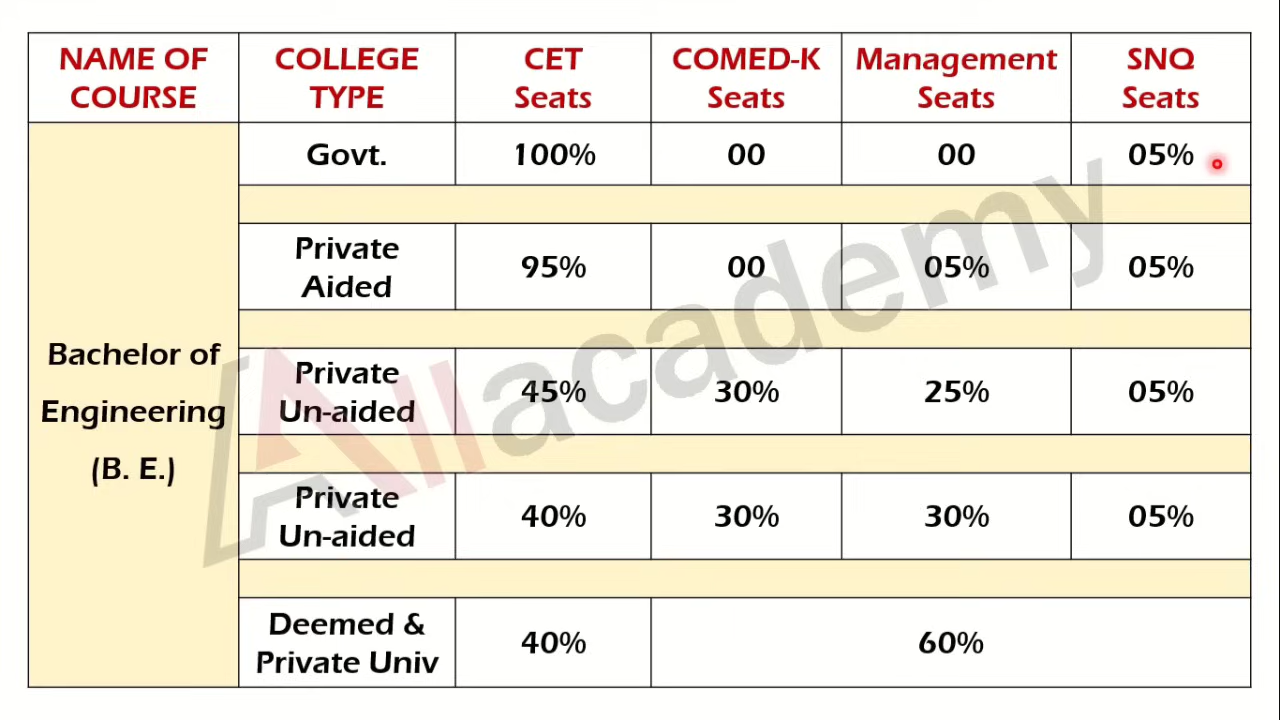 NAME OF COURSE COLLEGE TYPE CET Seats COMED-K Seats Management Seats SNQ Seats
Govt. 100% 00 00 05%
Private Aided 95% 00 05% 05%
Bachelor of
Engineering
(B. E.)
Private Un-aided 45% 30% 25% 05%
Private Un-aided 40% 30% 30% 05%
Deemed & Private Univ 40% 60%
Allacademy